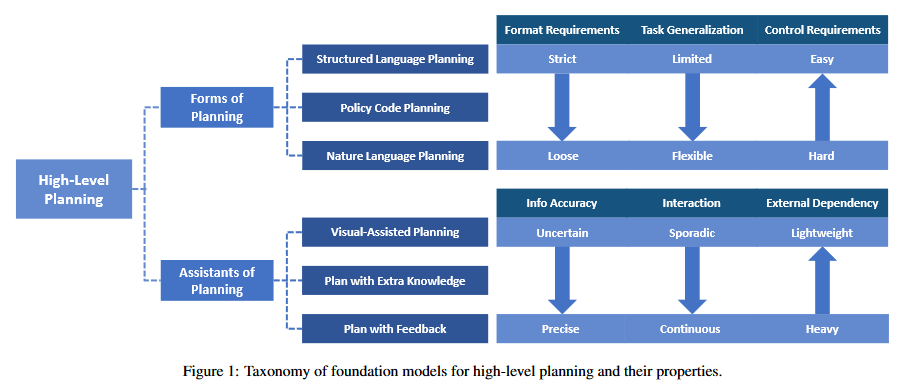 High-Level
Planning
Forms of
Planning
Structured Language Planning
Policy Code Planning
Nature Language Planning
Format Requirements Task Generalization Control Requirements
Strict Limited Easy
Loose Flexible Hard
Assistants of
Planning
Visual-Assisted Planning
Plan with Extra Knowledge
Plan with Feedback
Info Accuracy Interaction External Dependency
Uncertain Sporadic Lightweight
Precise Continuous Heavy
Figure 1: Taxonomy of foundation models for high-level planning and their properties.